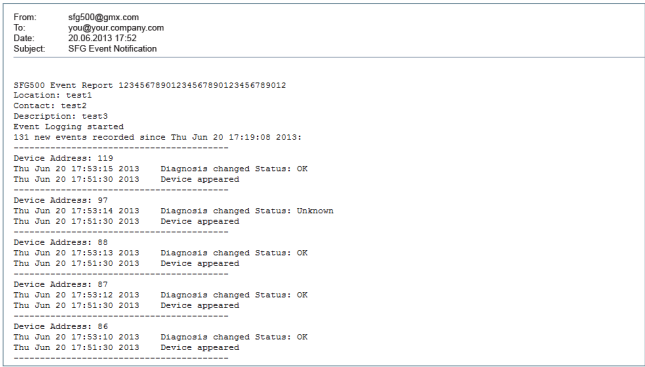 From: sfg500@gmx.com
To: you@your.company.com
Date: 20.06.2013 17:52
Subject: SFG Event Notification
SFG500 Event Report 12345678901234567890123456789012
Location: test1
Contact: test2
Description: test3
Event Logging started
131 new events recorded since Thu Jun 20 17:19:08 2013:
-----------------------------------------
Device Address: 119
Thu Jun 20 17:53:15 2013 Diagnosis changed Status: OK
Thu Jun 20 17:51:30 2013 Device appeared
-----------------------------------------
Device Address: 97
Thu Jun 20 17:53:14 2013 Diagnosis changed Status: Unknown
Thu Jun 20 17:51:30 2013 Device appeared
-----------------------------------------
Device Address: 88
Thu Jun 20 17:53:13 2013 Diagnosis changed Status: OK
Thu Jun 20 17:51:30 2013 Device appeared
-----------------------------------------
Device Address: 87
Thu Jun 20 17:53:12 2013 Diagnosis changed Status: OK
Thu Jun 20 17:51:30 2013 Device appeared
-----------------------------------------
Device Address: 86
Thu Jun 20 17:53:10 2013 Diagnosis changed Status: OK
Thu Jun 20 17:51:30 2013 Device appeared
-----------------------------------------